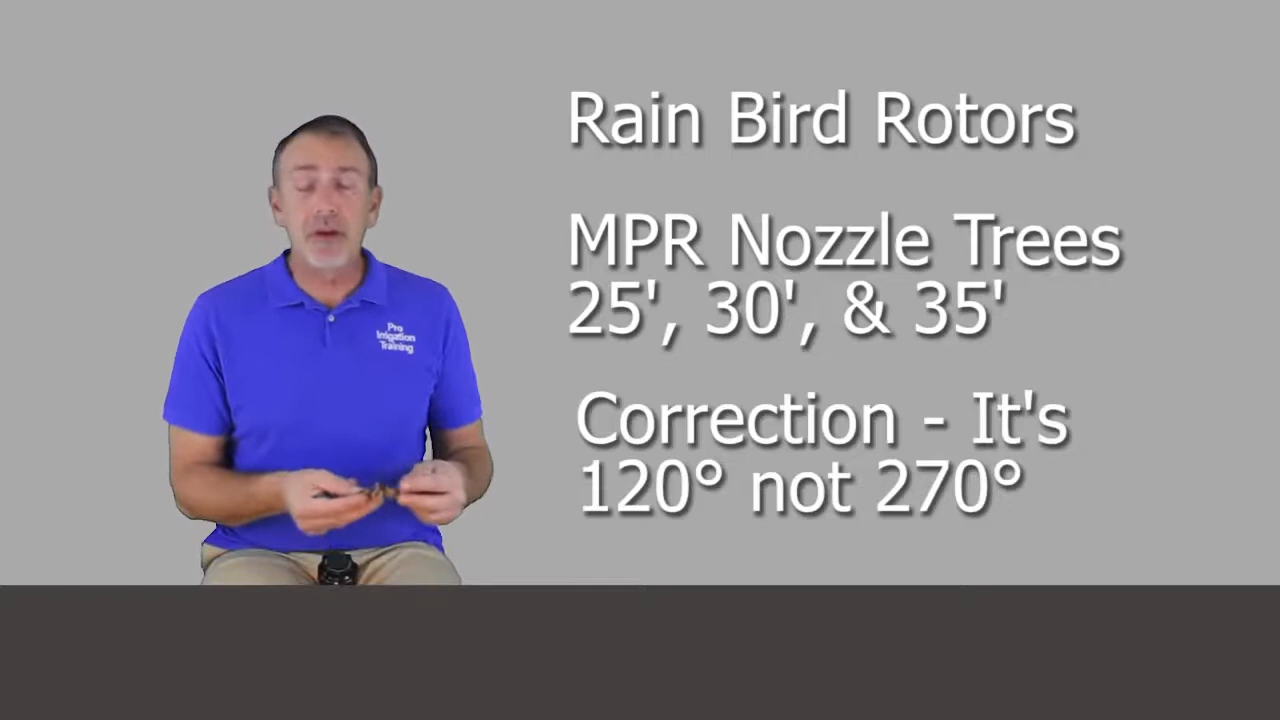 Rain Bird Rotors
MPR Nozzle Trees
25', 30', & 35'
Correction - It's
120° not 270°
Pro
Irrigation
Training